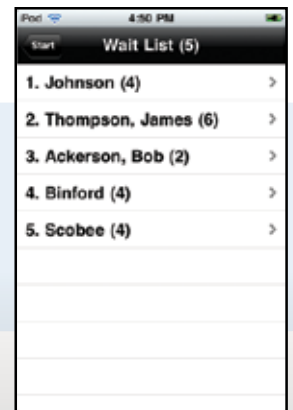 iPod 4:50 PM
Start Wait List (5)
1. Johnson (4)
2. Thompson, James (6)
3. Ackerson, Bob (2)
4. Binford (4)
5. Scobee (4)